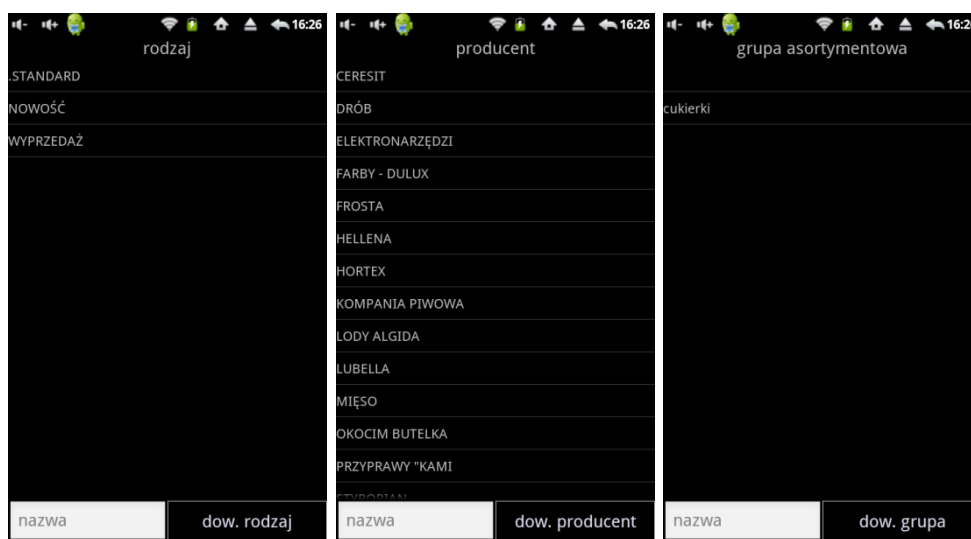 16:26
rodzaj
.STANDARD
NOWOŚĆ
WYPRZEDAŻ
nazwa
dow. rodzaj
16:26
producent
CERESIT
DRÓB
ELEKTRONARZĘDZI
FARBY - DULUX
FROSTA
HELLENA
HORTEX
KOMPANIA PIWOWA
LODY ALGIDA
LUBELLA
MIĘSO
OKOCIM BUTELKA
PRZYPRAWY "KAMI
nazwa
dow. producent
16:2
grupa asortymentowa
cukierki
nazwa
dow. grupa